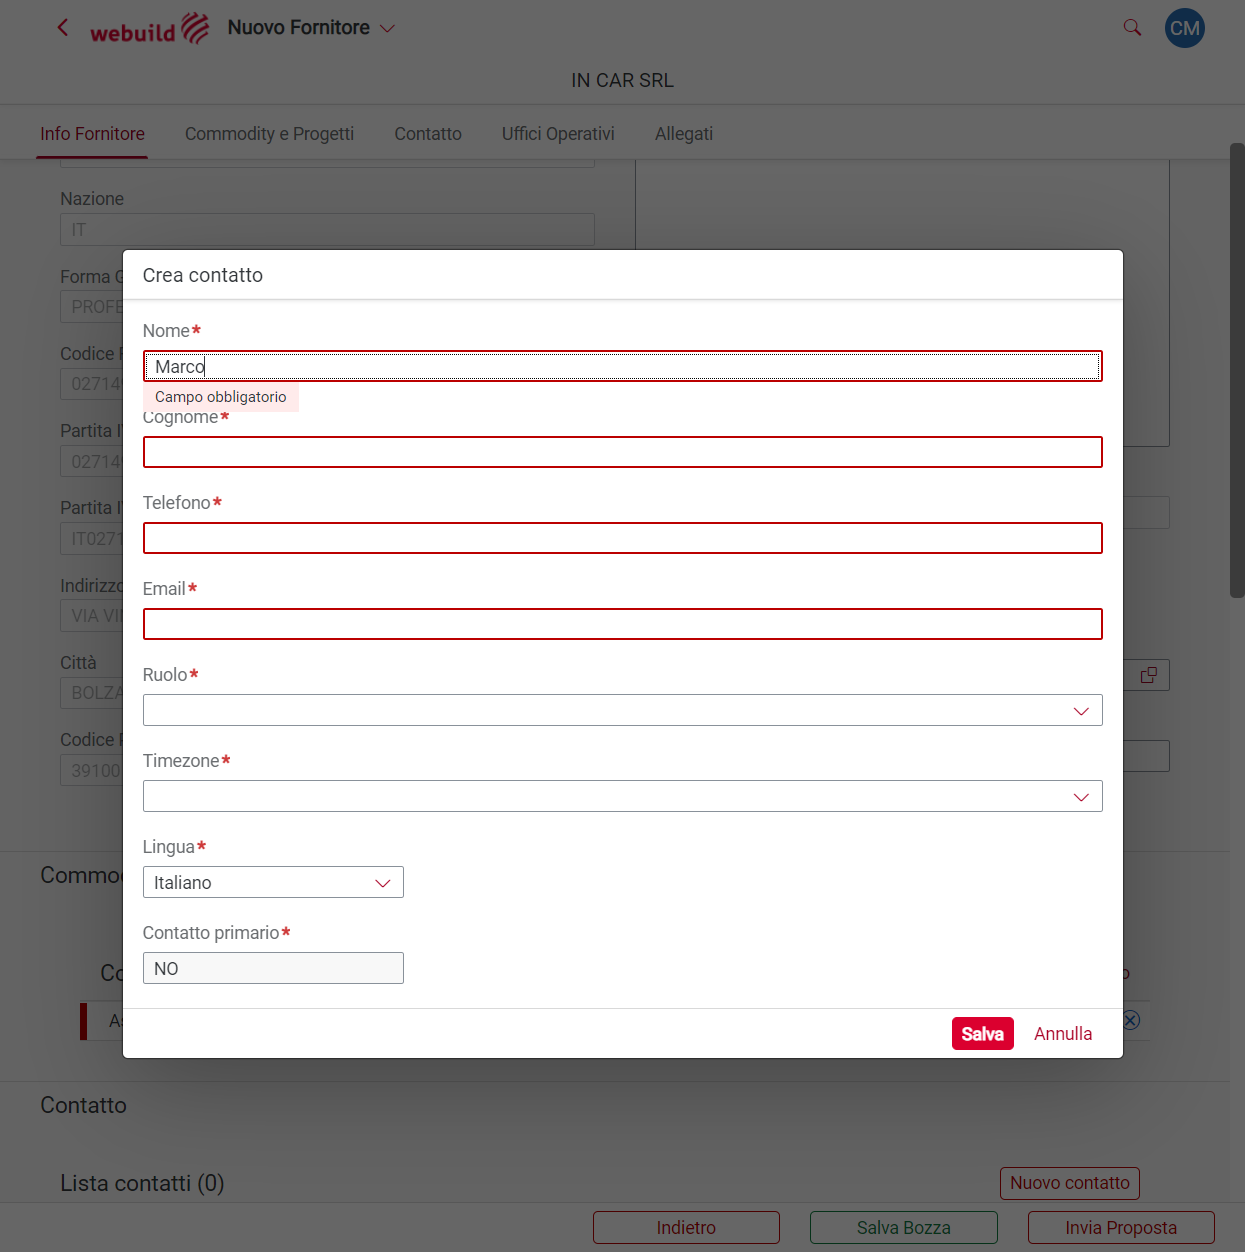 webuild
Nuovo Fornitore
CM
IN CAR SRL
Info Fornitore
Commodity e Progetti
Contatto
Uffici Operativi
Allegati
Nazione
IT
Forma G
PROFE
Codice
02714
Partita I
02714
Partita I
IT0271
Indirizzo
VIA VI
Città
BOLZA
Codice
39100
Crea contatto
Nome*
Marco
Campo obbligatorio
Cognome*
Telefono*
Email*
Ruolo*
Timezone*
Lingua*
Italiano
Contatto primario*
NO
Salva
Annulla
Commo
Co
As
Contatto
Lista contatti (0)
Nuovo contatto
Indietro
Salva Bozza
Invia Proposta